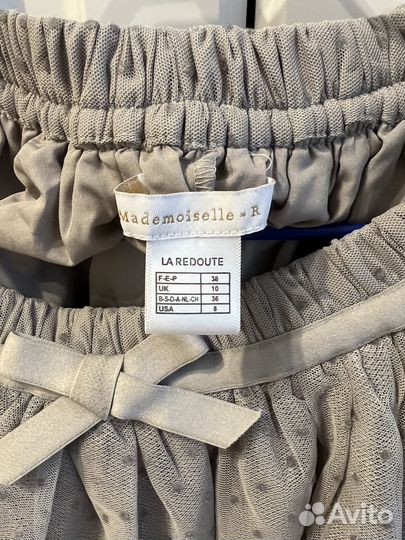 Mademoiselle R
LA REDOUTE
F-E-P 38
UK 10
B-S-D-A-NL-CH 36
USA 8
Avito